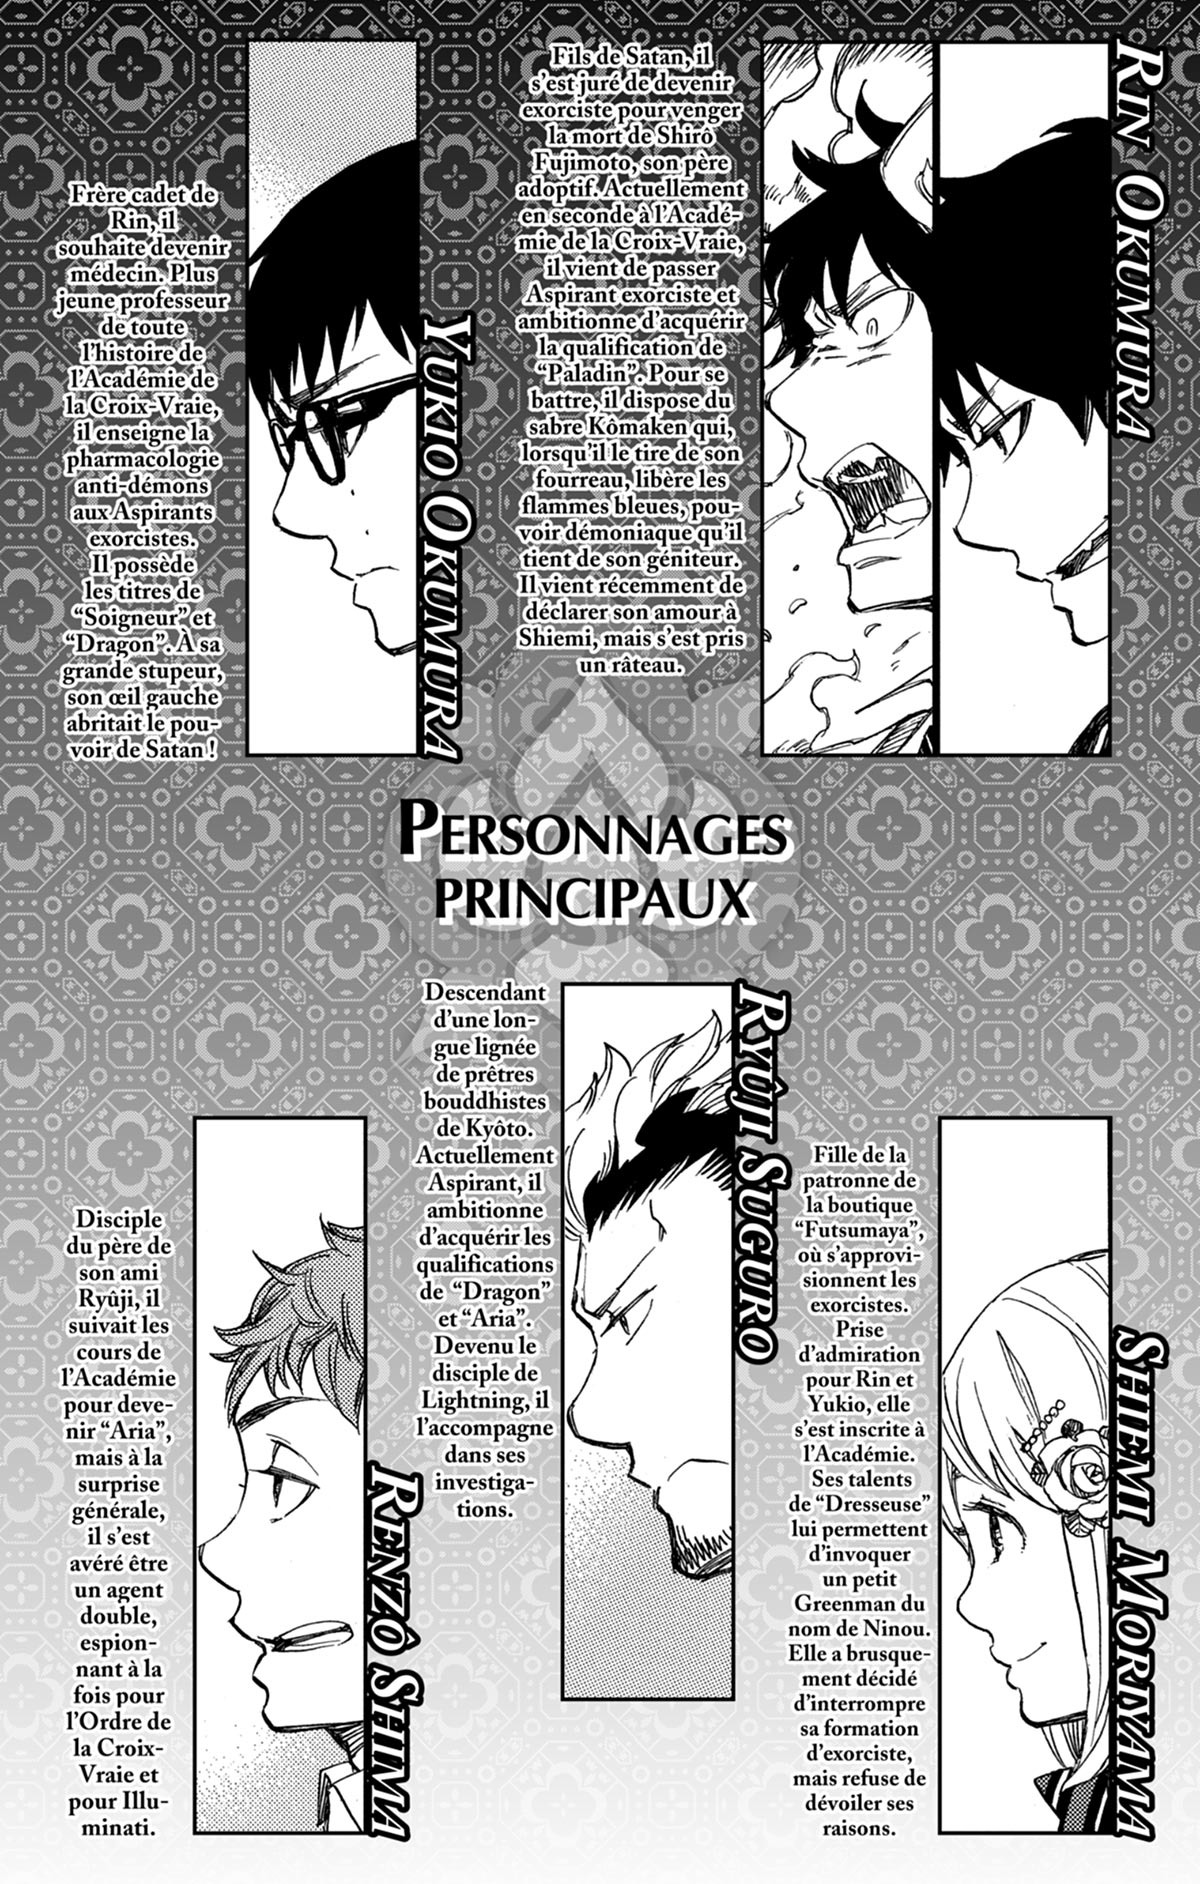 Rin Okumura
Fils de Satan, il
s'est juré de devenir
exorciste pour venger
la mort de Shirô
Fujimoto, son père
adoptif. Actuellement
en seconde à l'Acadé-
mie de la Croix-Vraie,
il vient de passer
Aspirant exorciste et
ambitionne d'acquérir
la qualification de
“Paladin”. Pour se
battre, il dispose du
sabre Kômaken qui,
lorsqu'il le tire de son
fourreau, libère les
flammes bleues, pou-
voir démoniaque qu'il
tient de son géniteur.
Il vient récemment de
déclarer son amour à
Shiemi, mais s'est pris
un râteau.
Yukio Okumura
Frère cadet de
Rin, il
souhaite devenir
médecin. Plus
jeune professeur
de toute
l'histoire de
l'Académie de
la Croix-Vraie,
il enseigne la
pharmacologie
anti-démons
aux Aspirants
exorcistes.
Il possède
les titres de
“Soigneur” et
“Dragon”. À sa
grande stupeur,
son œil gauche
abritait le pou-
voir de Satan !
Personnages
principaux
Shiemi Moriyama
Fille de la
patronne de
la boutique
“Futsumaya”,
où s'approvi-
sionnent les
exorcistes.
Prise
d'admiration
pour Rin et
Yukio, elle
s'est inscrite à
l'Académie.
Ses talents
de “Dresseuse”
lui permettent
d'invoquer
un petit
Greenman du
nom de Ninou.
Elle a brusque-
ment décidé
d'interrompre
sa formation
d'exorciste,
mais refuse de
dévoiler ses
raisons.
Ryûji Suguro
Descendant
d'une lon-
gue lignée
de prêtres
bouddhistes
de Kyôto.
Actuellement
Aspirant, il
ambitionne
d'acquérir les
qualifications
de “Dragon”
et “Aria”.
Devenu le
disciple de
Lightning, il
l'accompagne
dans ses
investiga-
tions.
Renzô Shima
Disciple
du père de
son ami
Ryûji, il
suivait les
cours de
l'Académie
pour deve-
nir “Aria”,
mais à la
surprise
générale,
il s'est
avéré être
un agent
double,
espion-
nant à la
fois pour
l'Ordre de
la Croix-
Vraie et
pour Illu-
minati.